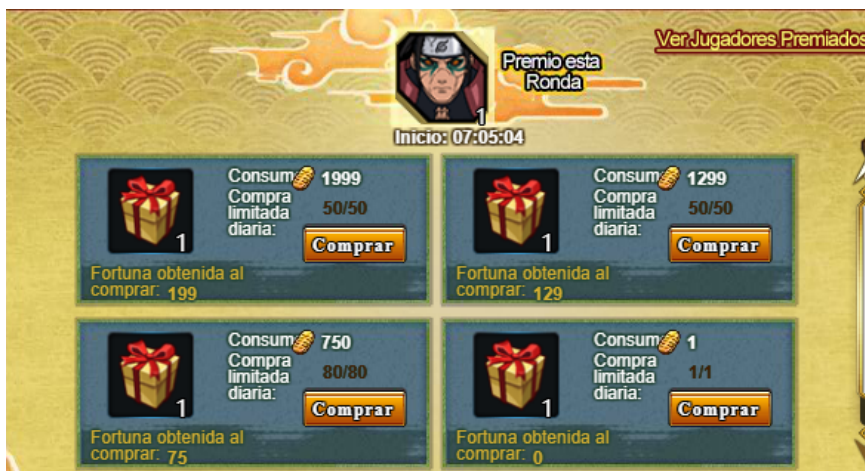 Ver Jugadores Premiados
Premio esta
Ronda
1
Inicio: 07:05:04
Consum 1999
Compra
limitada
diaria:
50/50
1
Comprar
Fortuna obtenida al
comprar: 199
Consum 1299
Compra
limitada
diaria:
50/50
1
Comprar
Fortuna obtenida al
comprar: 129
Consum 750
Compra
limitada
diaria:
80/80
1
Comprar
Fortuna obtenida al
comprar: 75
Consum 1
Compra
limitada
diaria:
1/1
1
Comprar
Fortuna obtenida al
comprar: 0